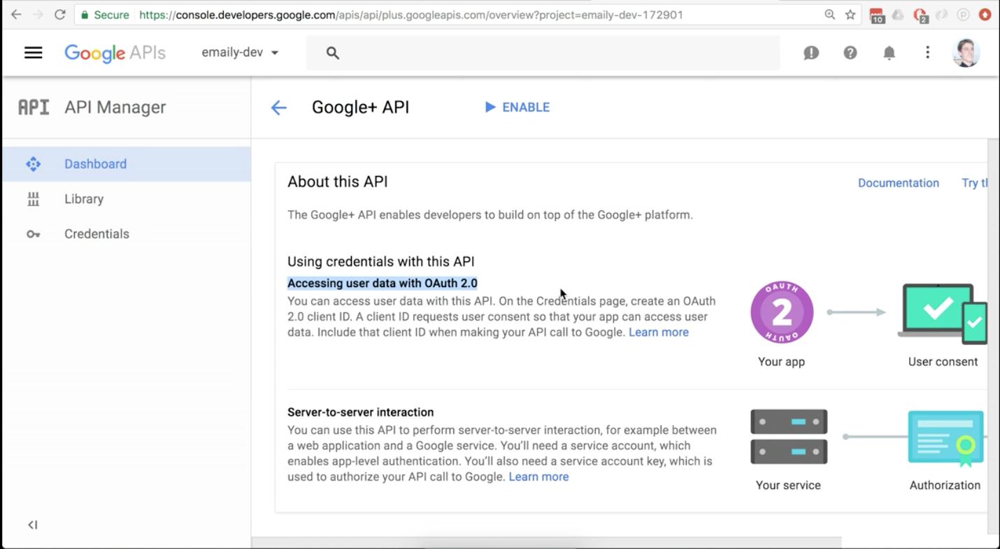 Secure https://console.developers.google.com/apis/api/plus.googleapis.com/overview?project=emaily-dev-172901
10
2
Google APIs
emaily-dev
API API Manager
Google+ API
ENABLE
Dashboard
Library
Credentials
About this API
Documentation
Try th
The Google+ API enables developers to build on top of the Google+ platform.
Using credentials with this API
Accessing user data with OAuth 2.0
You can access user data with this API. On the Credentials page, create an OAuth
2.0 client ID. A client ID requests user consent so that your app can access user
data. Include that client ID when making your API call to Google. Learn more
OAUTH
2
OAUTH
Your app
User consent
Server-to-server interaction
You can use this API to perform server-to-server interaction, for example between
a web application and a Google service. You'll need a service account, which
enables app-level authentication. You'll also need a service account key, which is
used to authorize your API call to Google. Learn more
Your service
Authorization